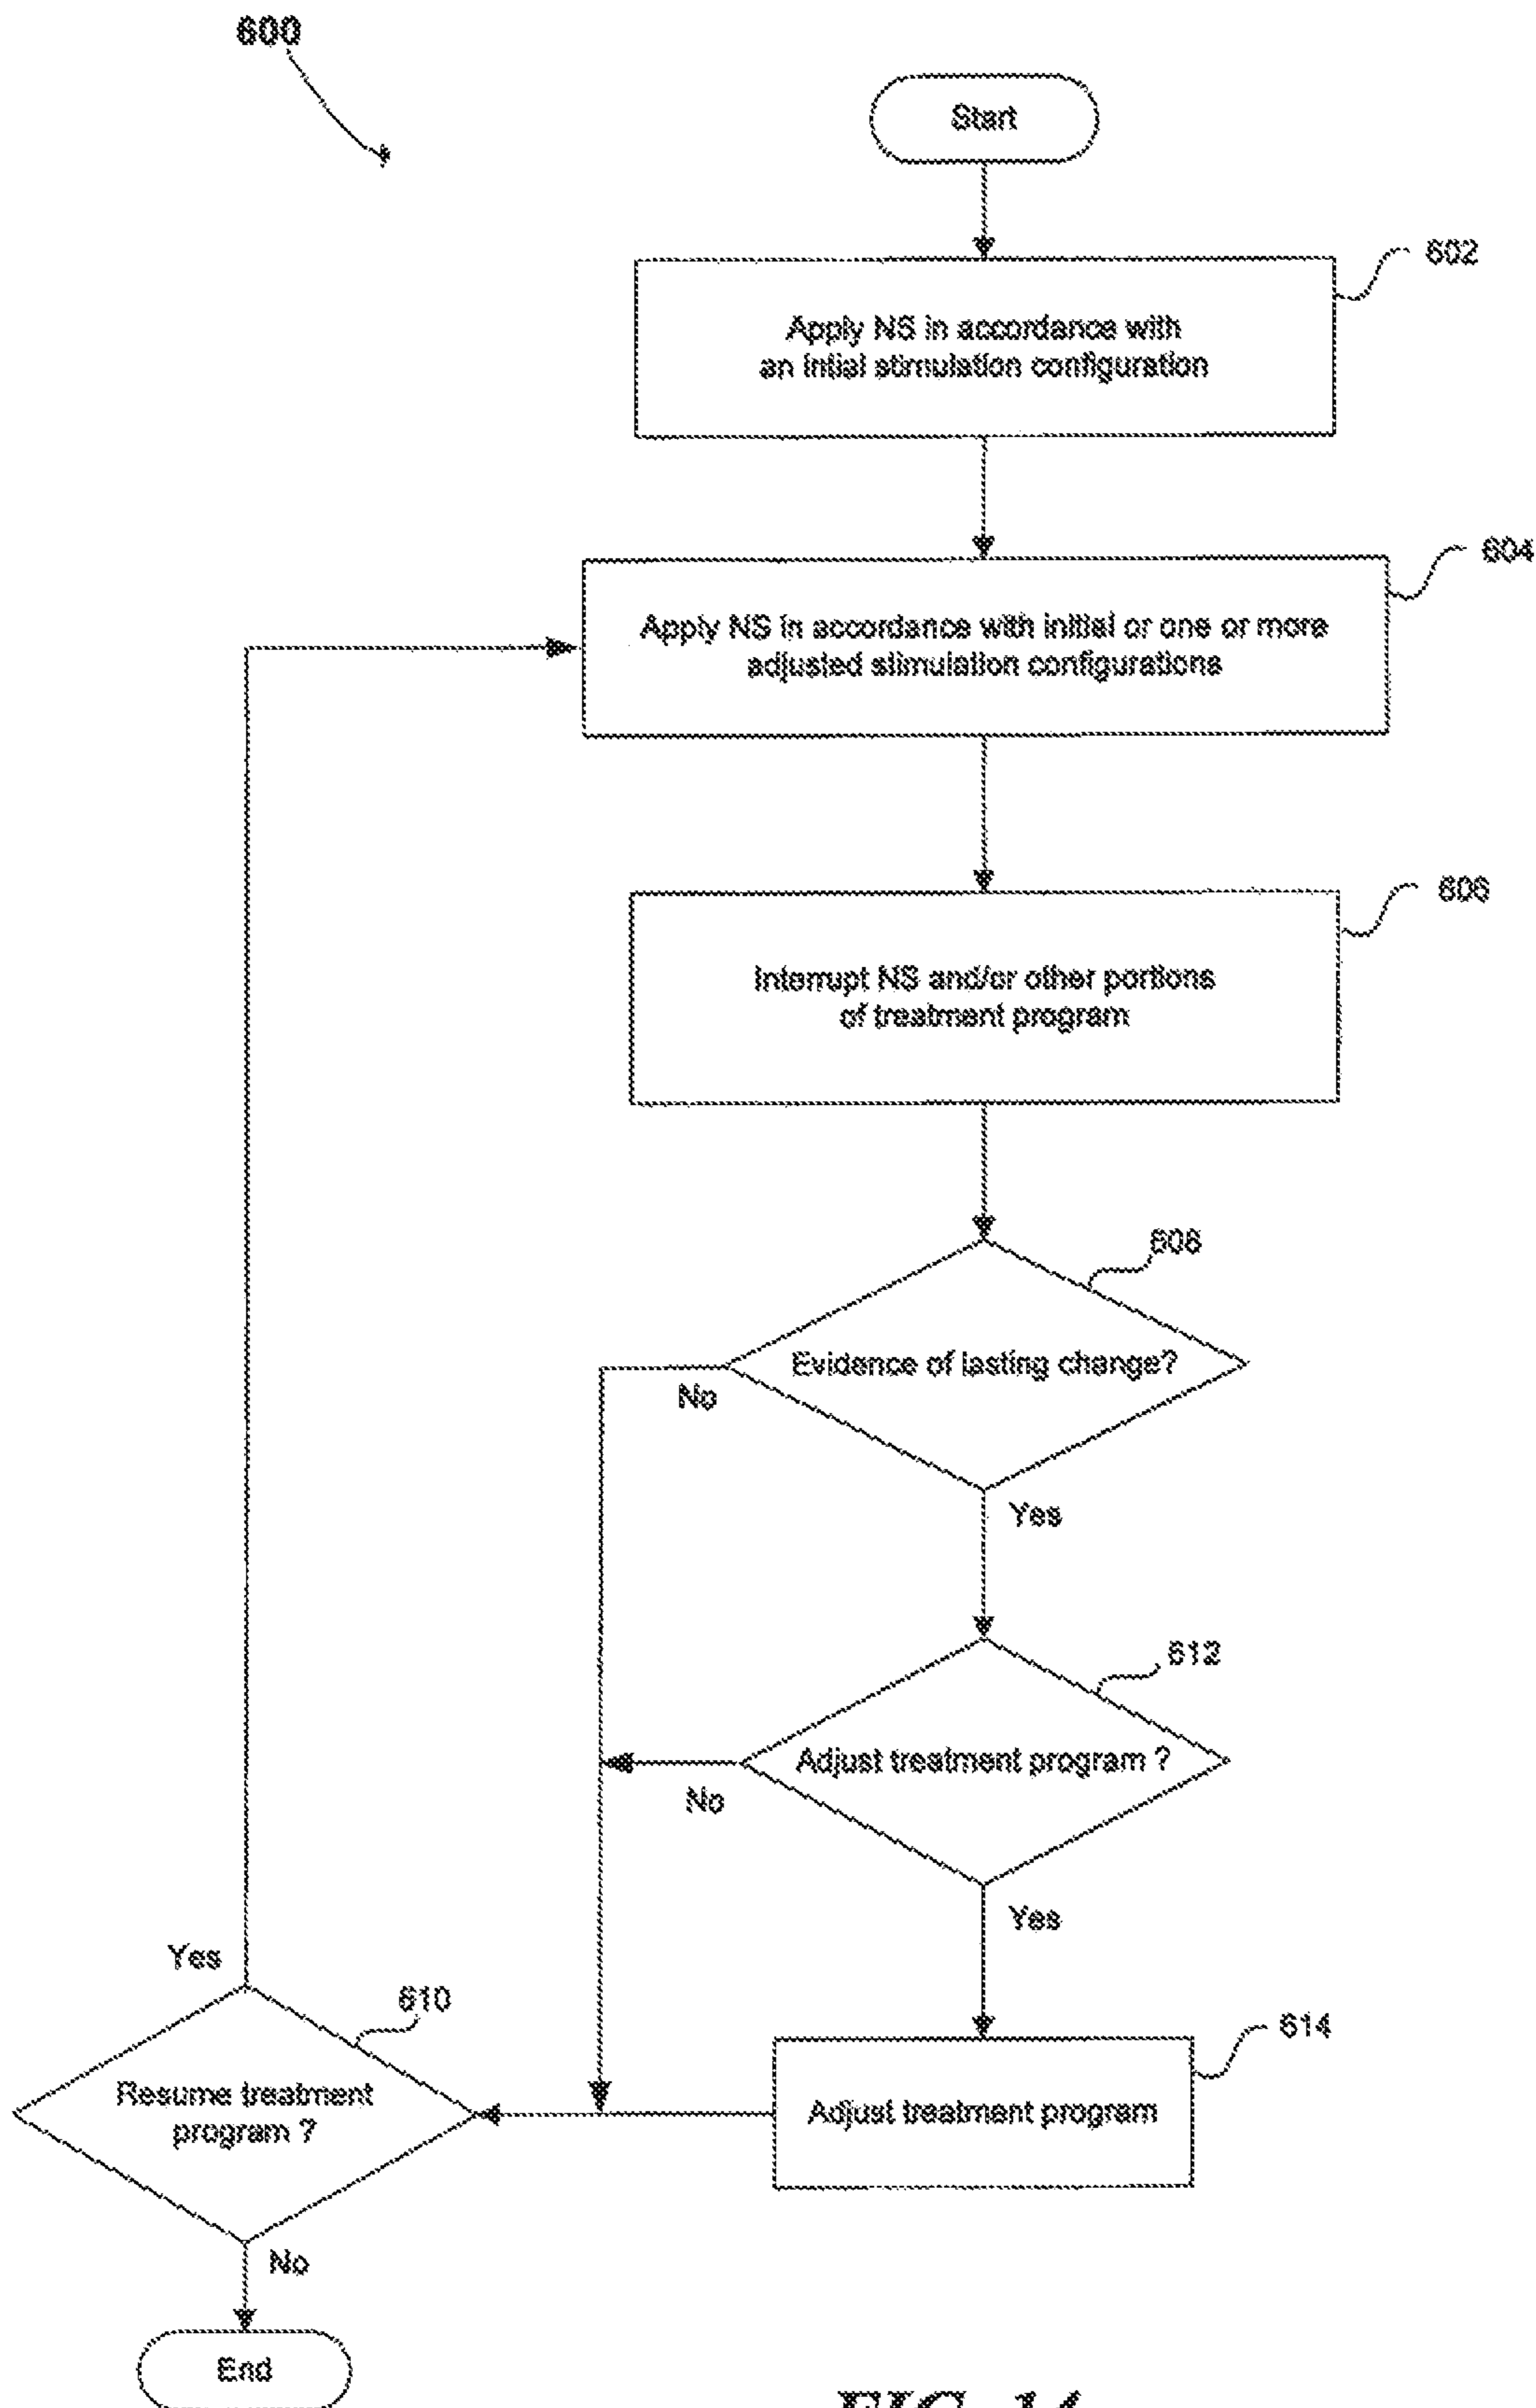 600
Start
602
Apply NS in accordance with
an intial stimulation configuration
604
Apply NS in accordance with initial or one or more
adjusted stimulation configurations
606
Interrupt NS and/or other portions
of treatment program
608
Evidence of lasting change?
No
Yes
612
Adjust treatment program ?
No
Yes
Yes
610
Resume treatment
program ?
614
Adjust treatment program
No
End
FIG. 14